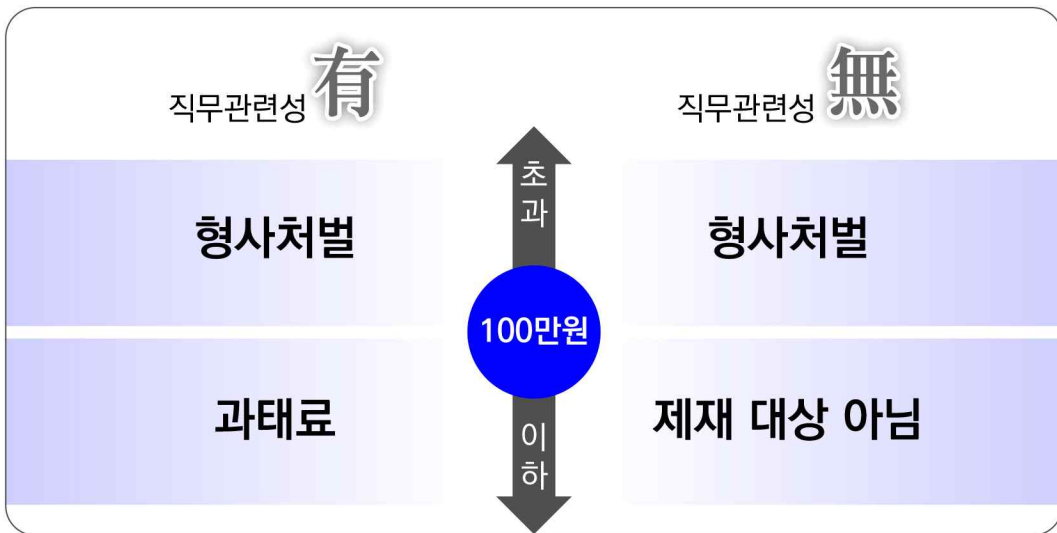 직무관련성 有
직무관련성 無
초과
형사처벌
형사처벌
100만원
과태료
제재 대상 아님
이하